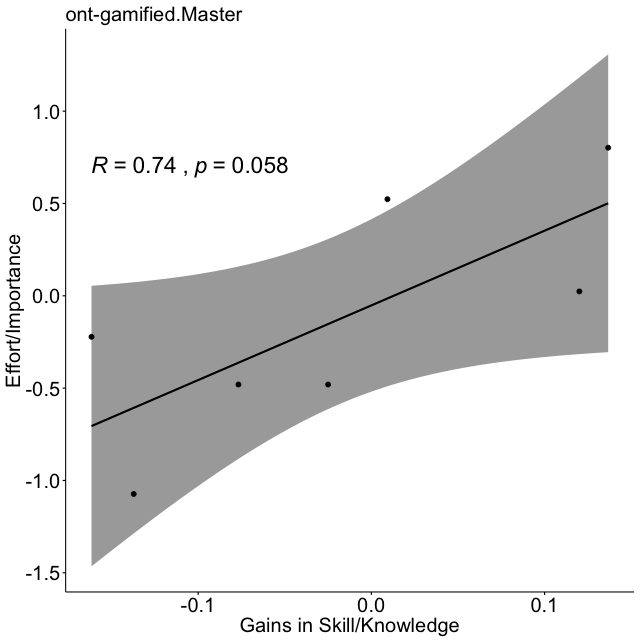 ont-gamified.Master
R = 0.74 , p = 0.058
Effort/Importance
1.0
0.5
0.0
-0.5
-1.0
-1.5
-0.1 0.0 0.1
Gains in Skill/Knowledge